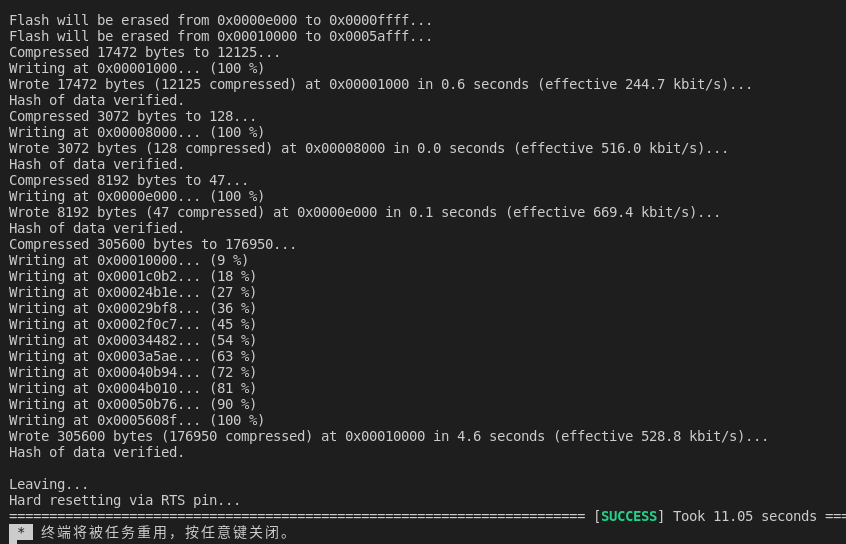 Flash will be erased from 0x0000e000 to 0x0000ffff...
Flash will be erased from 0x00010000 to 0x0005afff...
Compressed 17472 bytes to 12125...
Writing at 0x00001000... (100 %)
Wrote 17472 bytes (12125 compressed) at 0x00001000 in 0.6 seconds (effective 244.7 kbit/s)...
Hash of data verified.
Compressed 3072 bytes to 128...
Writing at 0x00008000... (100 %)
Wrote 3072 bytes (128 compressed) at 0x00008000 in 0.0 seconds (effective 516.0 kbit/s)...
Hash of data verified.
Compressed 8192 bytes to 47...
Writing at 0x0000e000... (100 %)
Wrote 8192 bytes (47 compressed) at 0x0000e000 in 0.1 seconds (effective 669.4 kbit/s)...
Hash of data verified.
Compressed 305600 bytes to 176950...
Writing at 0x00010000... (9 %)
Writing at 0x0001c0b2... (18 %)
Writing at 0x00024b1e... (27 %)
Writing at 0x00029bf8... (36 %)
Writing at 0x0002f0c7... (45 %)
Writing at 0x00034482... (54 %)
Writing at 0x0003a5ae... (63 %)
Writing at 0x00040b94... (72 %)
Writing at 0x0004b010... (81 %)
Writing at 0x00050b76... (90 %)
Writing at 0x0005608f... (100 %)
Wrote 305600 bytes (176950 compressed) at 0x00010000 in 4.6 seconds (effective 528.8 kbit/s)...
Hash of data verified.
Leaving...
Hard resetting via RTS pin...
======================================================================== [SUCCESS] Took 11.05 seconds ===
* 终端将被任务重用，按任意键关闭。